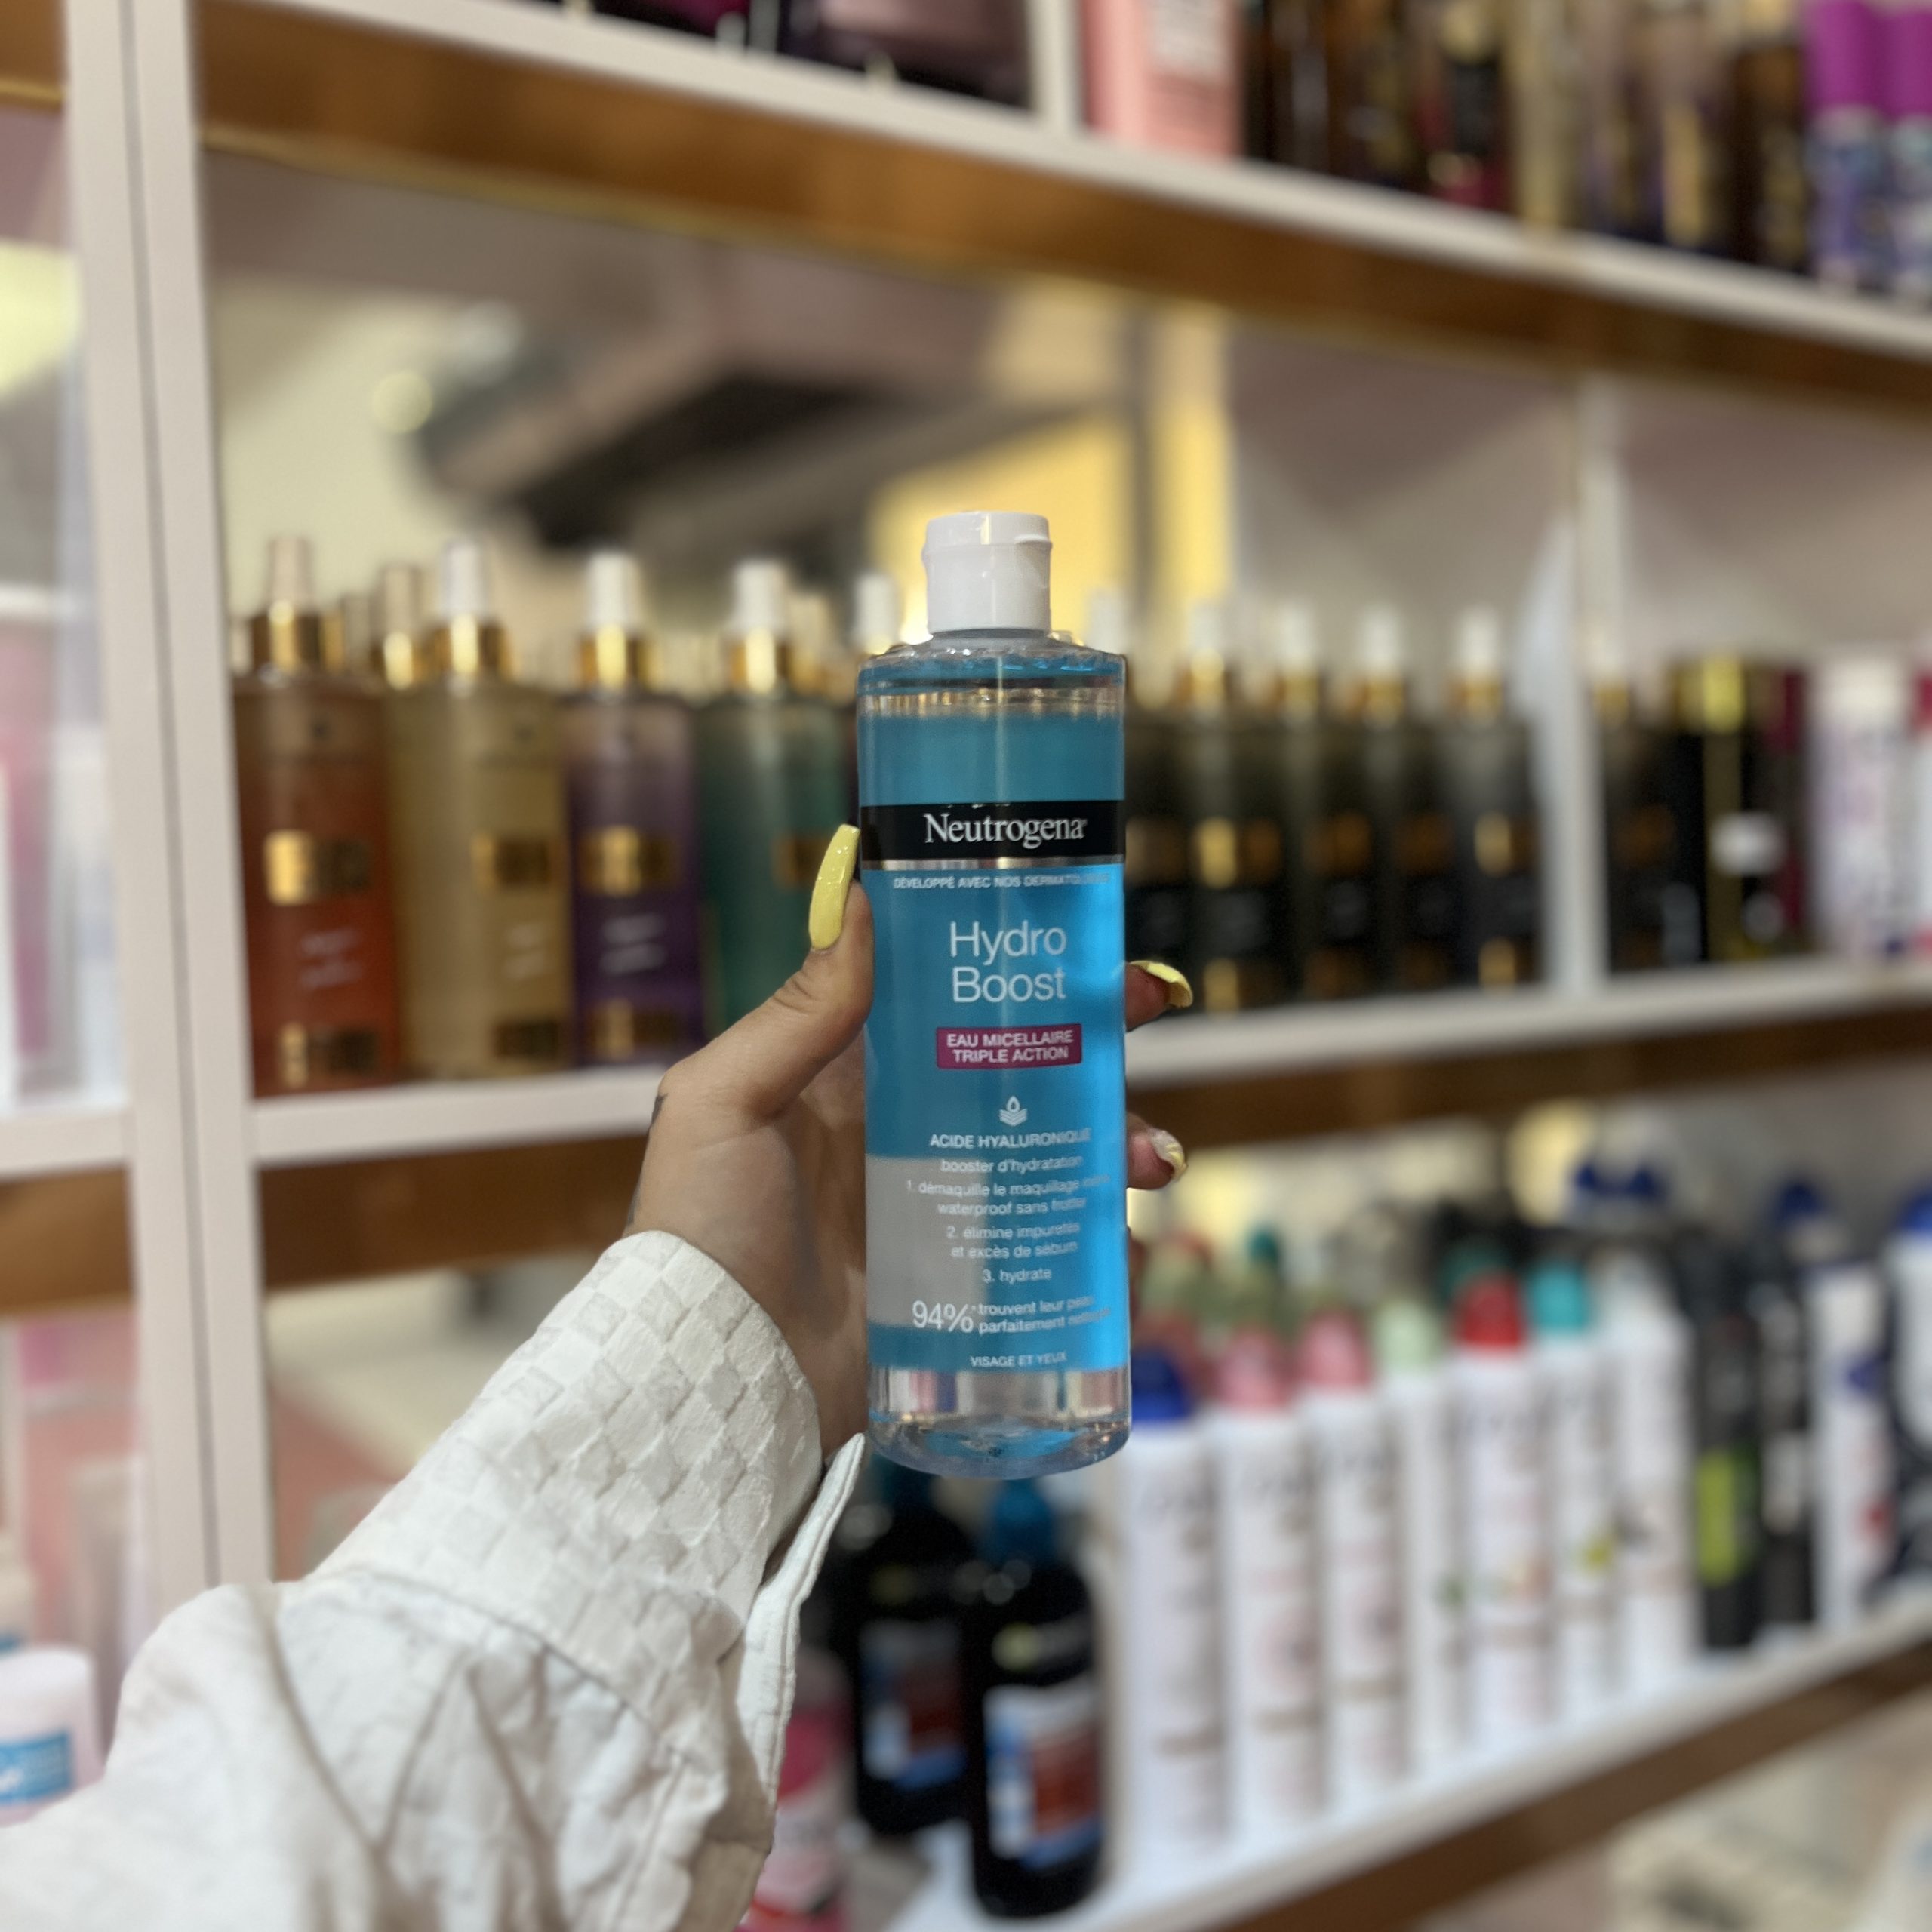 Neutrogena®
DÉVELOPPÉ AVEC NOS
Hydro
Boost
EAU MICELLAIRE
TRIPLE ACTION
ACIDE HYALURONIQUE
booster d'hydratation
1. démaquille le maquillage même
waterproof sans frotter
2. élimine impuretés
et excès de sébum
3. hydrate
94%* trouvent leur peau
parfaitement
VISAGE ET YEUX